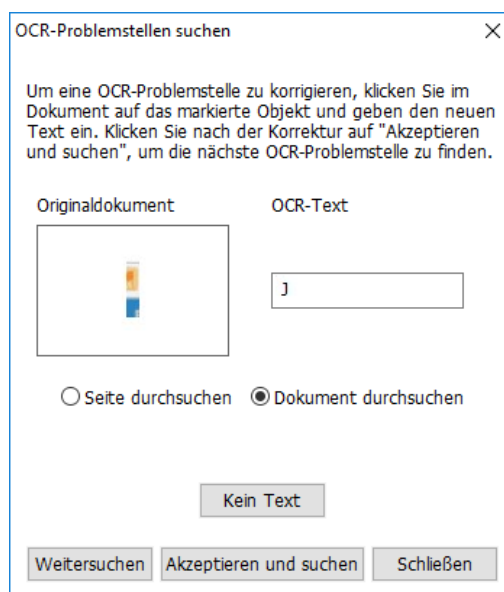 OCR-Problemstellen suchen
Um eine OCR-Problemstelle zu korrigieren, klicken Sie im
Dokument auf das markierte Objekt und geben den neuen
Text ein. Klicken Sie nach der Korrektur auf "Akzeptieren
und suchen", um die nächste OCR-Problemstelle zu finden.
Originaldokument OCR-Text
J
Seite durchsuchen Dokument durchsuchen
Kein Text
Weitersuchen Akzeptieren und suchen Schließen